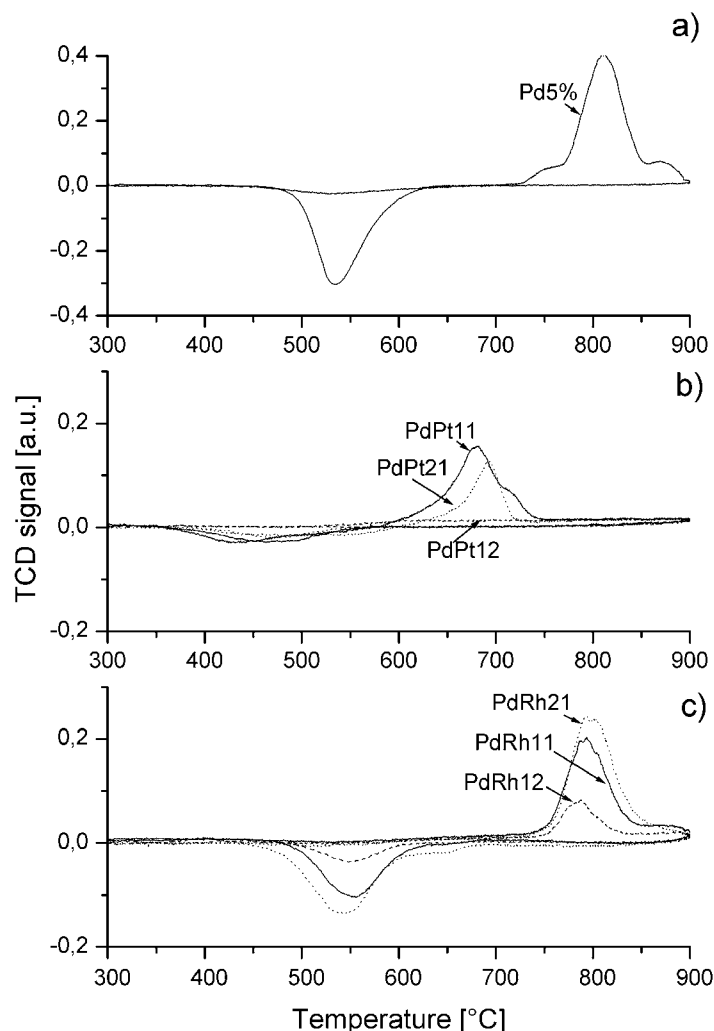 a)
0,4
Pd5%
0,2
0,0
-0,2
-0,4
300 400 500 600 700 800 900
b)
0,2
PdPt11
PdPt21
0,0
PdPt12
-0,2
300 400 500 600 700 800 900
c)
PdRh21
0,2
PdRh11
PdRh12
0,0
-0,2
300 400 500 600 700 800 900
TCD signal [a.u.]
Temperature [°C]